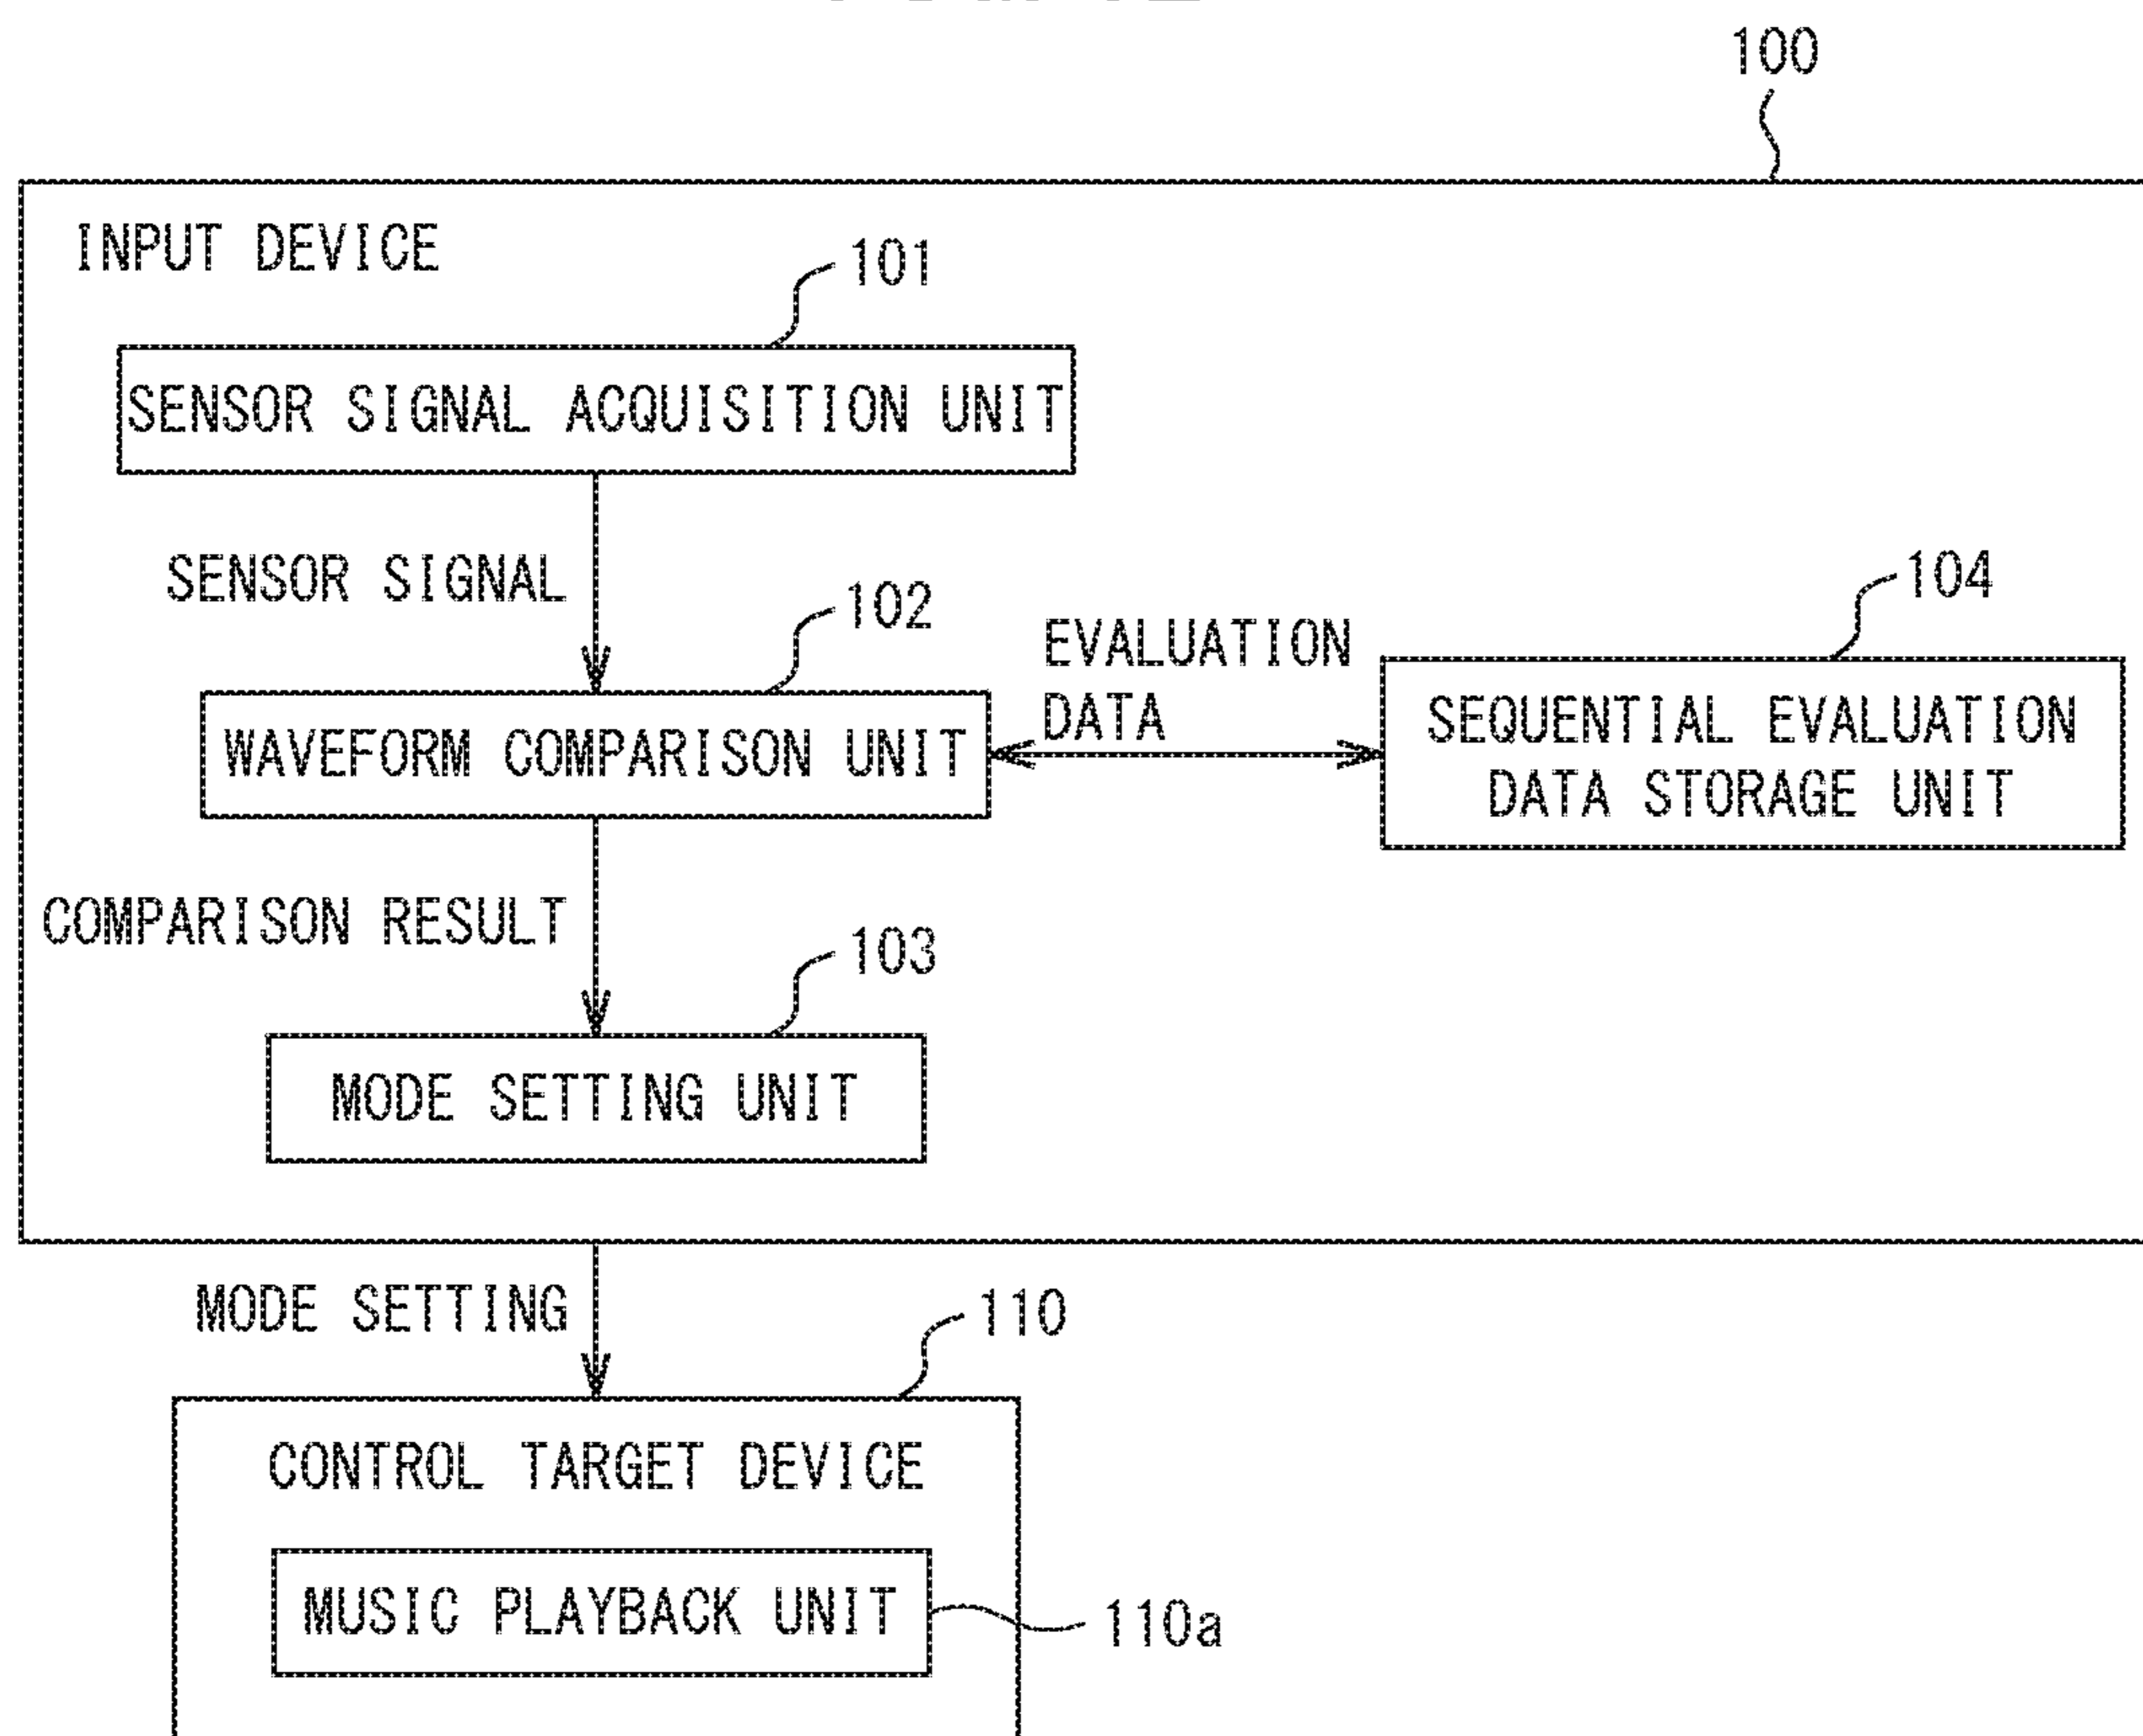 100
INPUT DEVICE
101
SENSOR SIGNAL ACQUISITION UNIT
SENSOR SIGNAL
102
EVALUATION
DATA
104
WAVEFORM COMPARISON UNIT
SEQUENTIAL EVALUATION
DATA STORAGE UNIT
COMPARISON RESULT
103
MODE SETTING UNIT
MODE SETTING
110
CONTROL TARGET DEVICE
MUSIC PLAYBACK UNIT
110a